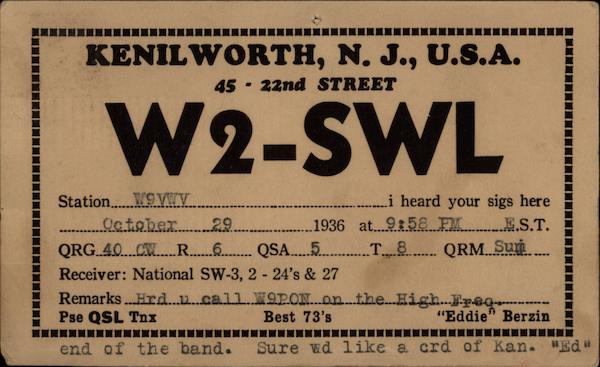 KENILWORTH, N. J., U.S.A.
45 - 22nd STREET
W2-SWL
Station W9VWV i heard your sigs here
October 29 1936 at 9:58 PM E.S.T.
QRG 40 CW R 6 QSA 5 T 8 QRM Sum
Receiver: National SW-3, 2 - 24's & 27
Remarks Hrd u call W9PON on the High Freq.
Pse QSL Tnx Best 73's "Eddie" Berzin
end of the band. Sure wd like a crd of Kan. "Ed"